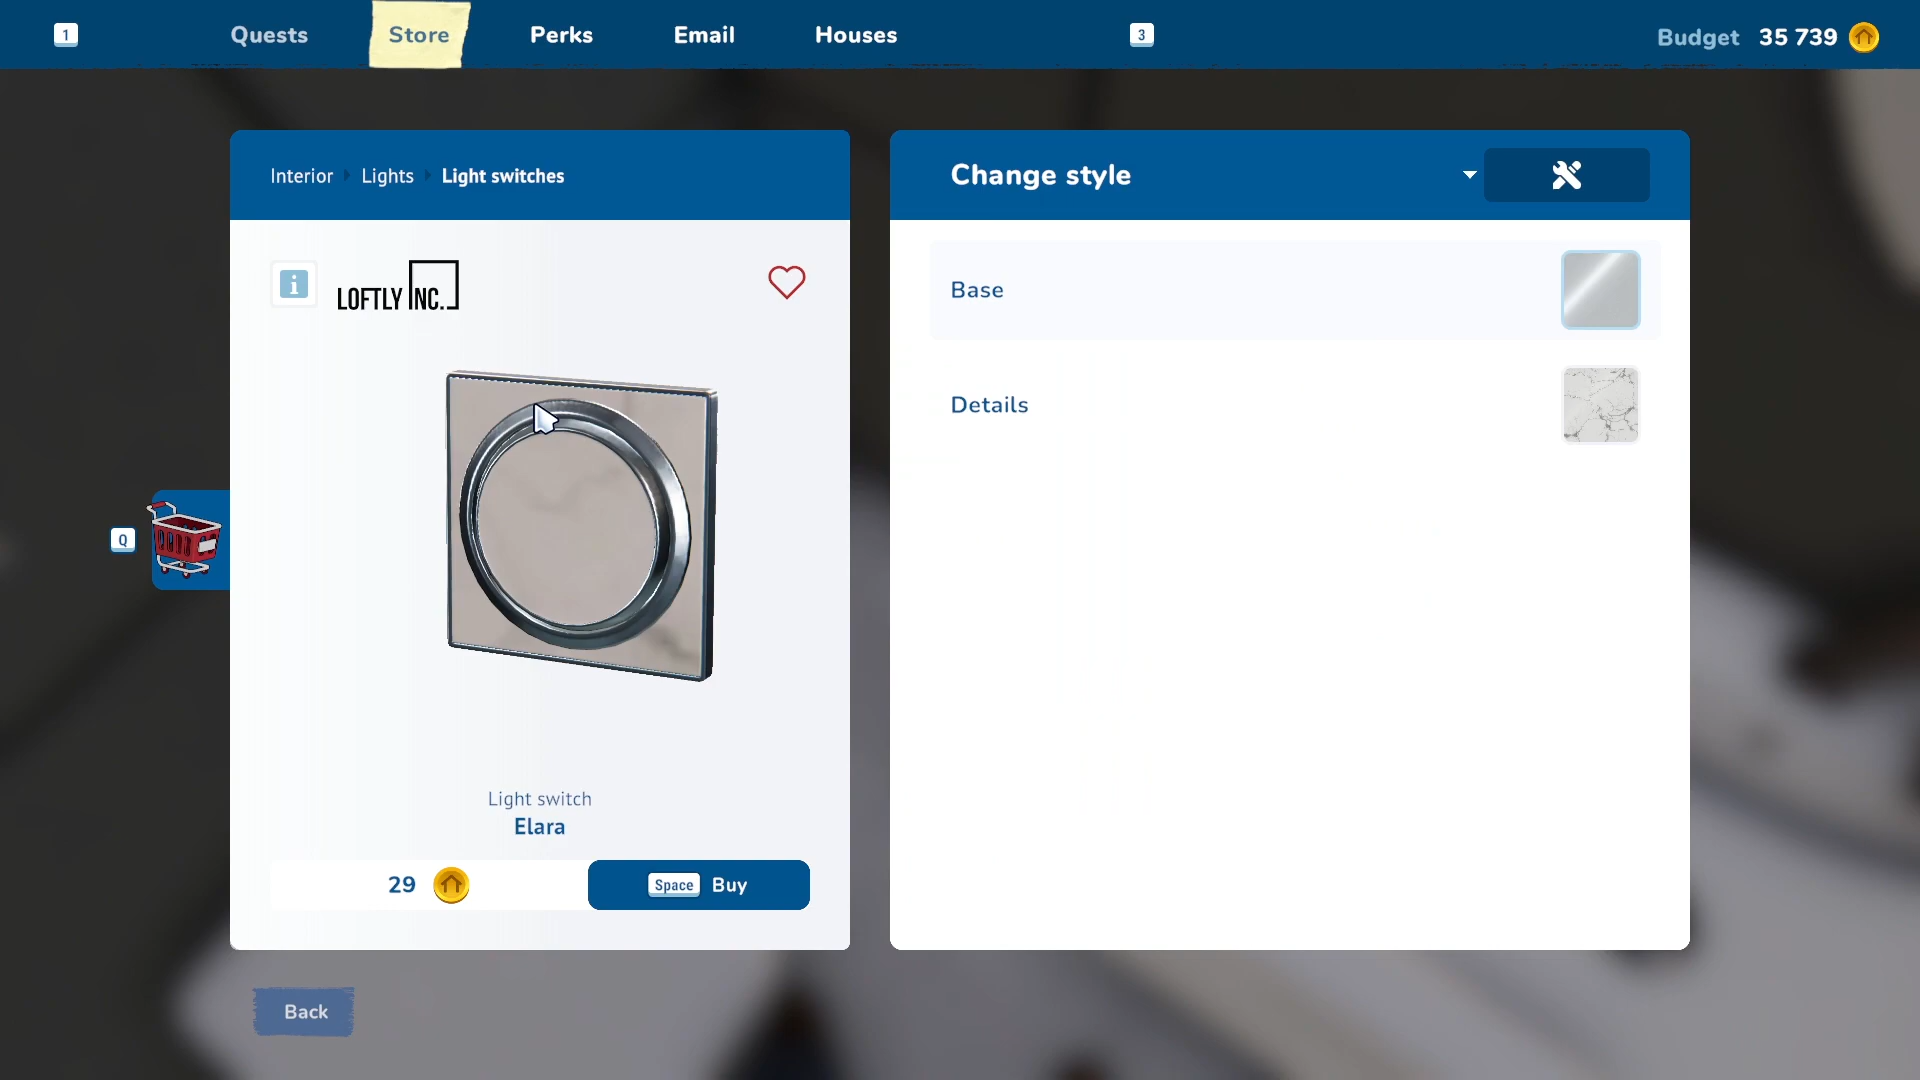 1
Quests
Store
Perks
Email
Houses
3
Budget 35 739
Interior Lights Light switches
i
LOFTLY INC.
Change style
Base
Details
Q
Light switch
Elara
29
Space Buy
Back